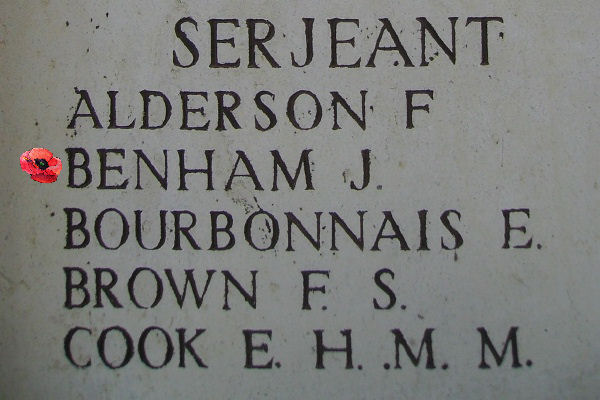 SERJEANT
ALDERSON F
BENHAM J.
BOURBONNAIS E.
BROWN F. S.
COOK E. H. .M. M.